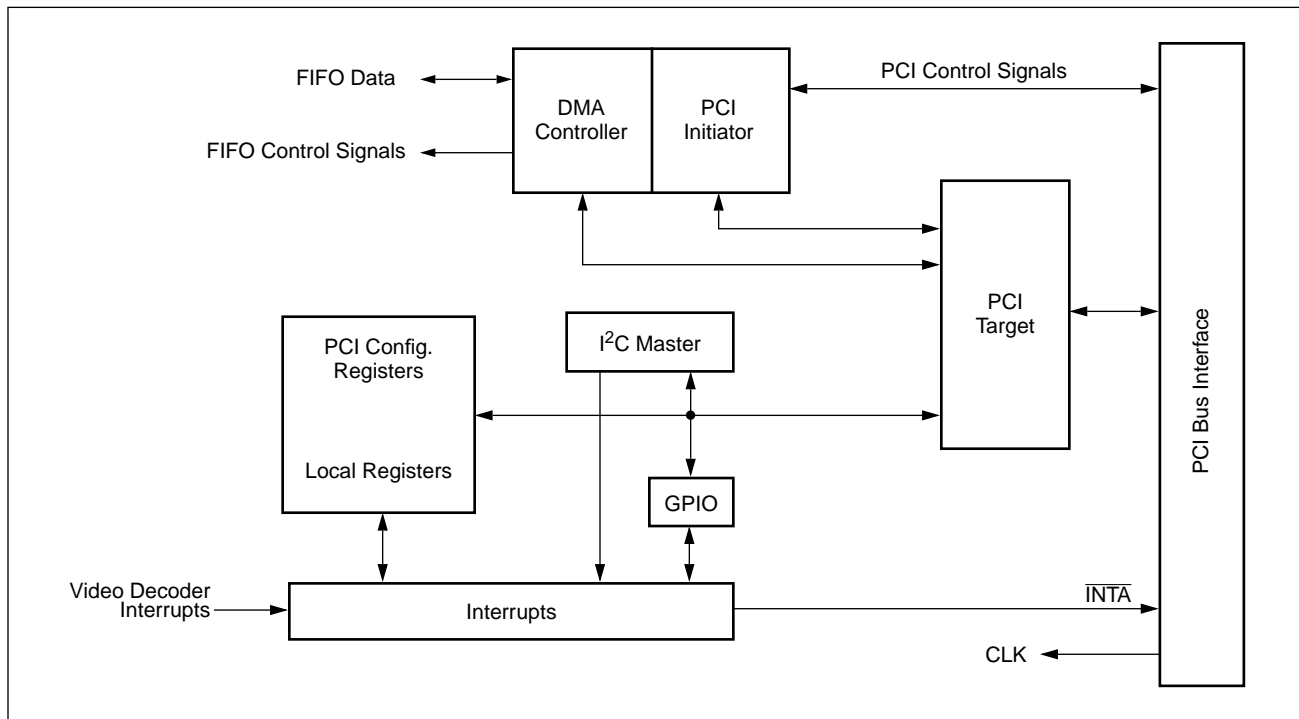 FIFO Data
FIFO Control Signals
DMA
Controller
PCI
Initiator
PCI Control Signals
PCI
Target
PCI Bus Interface
PCI Config.
Registers
Local Registers
I²C Master
GPIO
Video Decoder
Interrupts
Interrupts
INTA
CLK